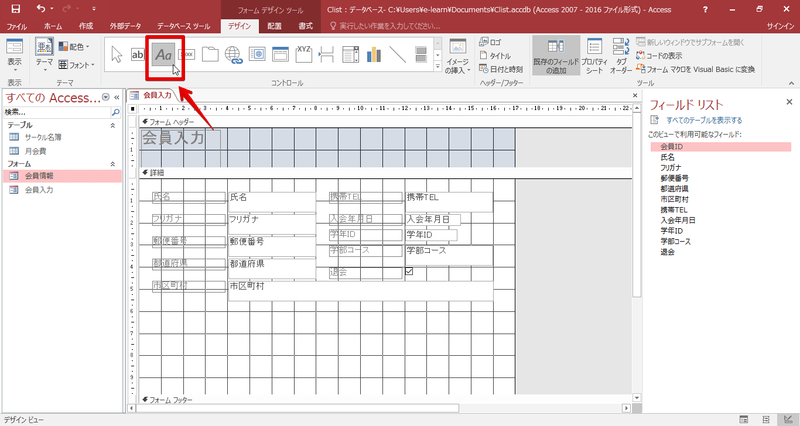 フォーム デザイン ツール
Clist : データベース- C:¥Users¥e-learn¥Documents¥Clist.accdb (Access 2007 - 2016 ファイル形式) - Access
ファイル ホーム 作成 外部データ データベース ツール デザイン 配置 書式 実行したい作業を入力してください サインイン
表示
テーマ
配色
フォント
ab|
Aa
XYZ
イメージの挿入
ロゴ
タイトル
日付と時刻
既存のフィールドの追加
プロパティ シート
タブ オーダー
新しいウィンドウでサブフォームを開く
コードの表示
フォーム マクロを Visual Basic に変換
表示 テーマ コントロール ヘッダー/フッター ツール
すべての Access...
検索...
テーブル
サークル名簿
月会費
フォーム
会員情報
会員入力
会員入力
フォーム ヘッダー
会員入力
詳細
氏名 氏名 携帯TEL 携帯TEL
フリガナ フリガナ 入会年月日 入会年月日
学年ID 学年ID
郵便番号 郵便番号
学部コース 学部コース
都道府県 都道府県
退会
市区町村 市区町村
フォーム フッター
フィールド リスト
すべてのテーブルを表示する
このビューで利用可能なフィールド:
会員ID
氏名
フリガナ
郵便番号
都道府県
市区町村
携帯TEL
入会年月日
学年ID
学部コース
退会
デザイン ビュー